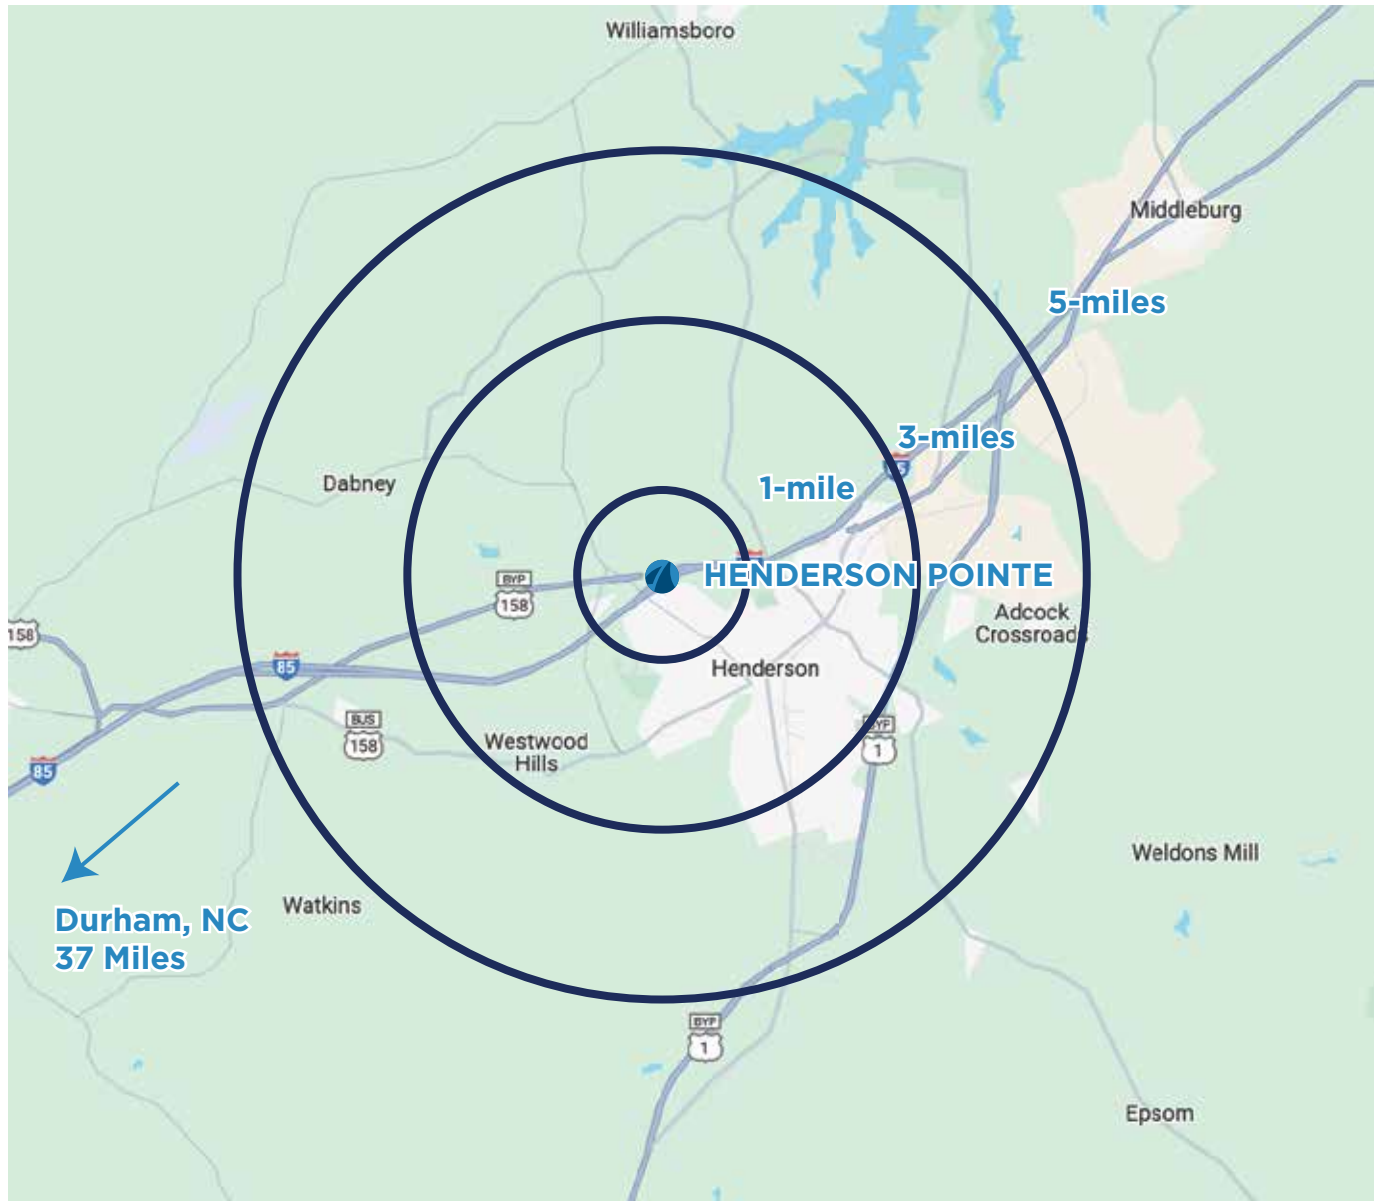 Williamsboro
Middleburg
5-miles
3-miles
1-mile
Dabney
HENDERSON POINTE
BYP
158
158
Adcock
Crossroads
85
Henderson
BUS
158
Westwood
Hills
BYP
1
85
Weldons Mill
Watkins
Durham, NC
37 Miles
BYP
1
Epsom